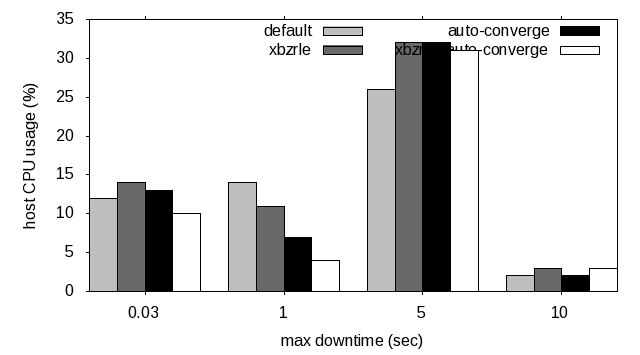 35
30
25
20
15
10
5
0
host CPU usage (%)
default
xbzrle
auto-converge
xbzrle+auto-converge
0.03
1
5
10
max downtime (sec)